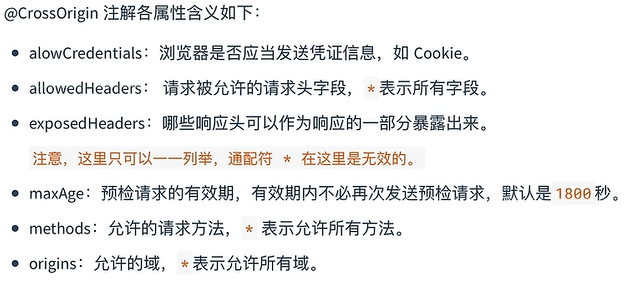 @CrossOrigin 注解各属性含义如下：
alowCredentials：浏览器是否应当发送凭证信息，如 Cookie。
allowedHeaders： 请求被允许的请求头字段，*表示所有字段。
exposedHeaders：哪些响应头可以作为响应的一部分暴露出来。
注意，这里只可以一一列举，通配符 * 在这里是无效的。
maxAge：预检请求的有效期，有效期内不必再次发送预检请求，默认是1800秒。
methods：允许的请求方法，* 表示允许所有方法。
origins：允许的域，*表示允许所有域。